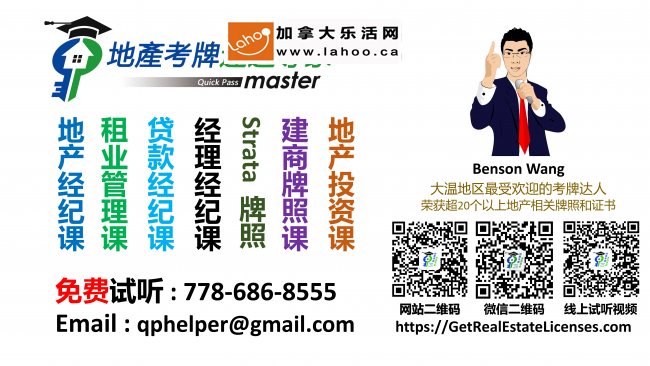 地產考牌
加拿大乐活网
Lahoo
www.lahoo.ca
Quick Pass master
地产经纪课
租业管理课
贷款经纪课
经理经纪课
Strata 牌照
建商牌照课
地产投资课
免费试听 : 778-686-8555
Email : qphelper@gmail.com
Benson Wang
大温地区最受欢迎的考牌达人
荣获超20个以上地产相关牌照和证书
网站二维码
微信二维码
线上试听视频
https://GetRealEstateLicenses.com